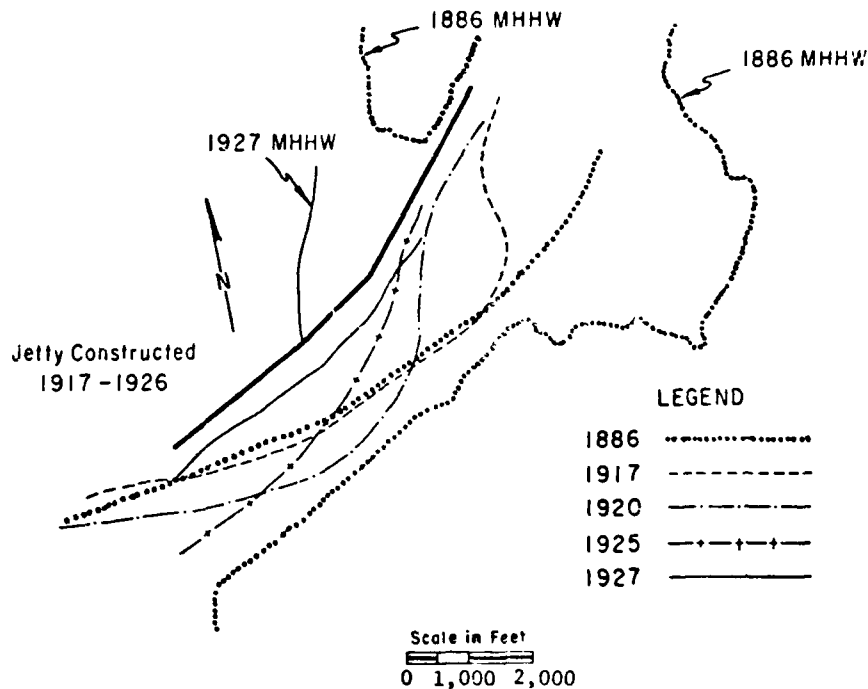 1886 MHHW
1886 MHHW
1927 MHHW
N
Jetty Constructed
1917-1926
LEGEND
1886
1917
1920
1925
1927
Scale in Feet
0 1,000 2,000